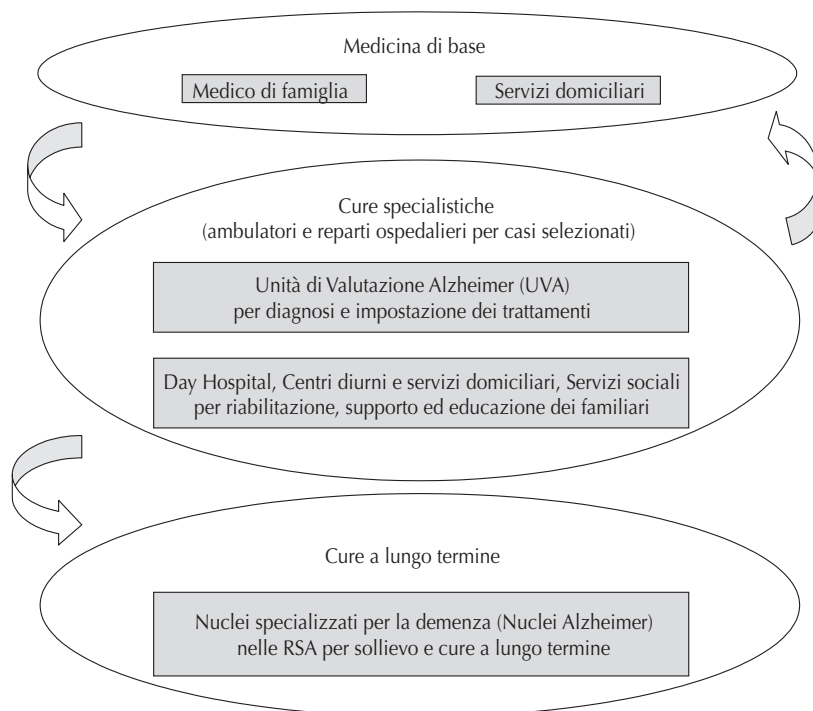 Medicina di base
Medico di famiglia
Servizi domiciliari
Cure specialistiche
(ambulatori e reparti ospedalieri per casi selezionati)
Unità di Valutazione Alzheimer (UVA)
per diagnosi e impostazione dei trattamenti
Day Hospital, Centri diurni e servizi domiciliari, Servizi sociali
per riabilitazione, supporto ed educazione dei familiari
Cure a lungo termine
Nuclei specializzati per la demenza (Nuclei Alzheimer)
nelle RSA per sollievo e cure a lungo termine